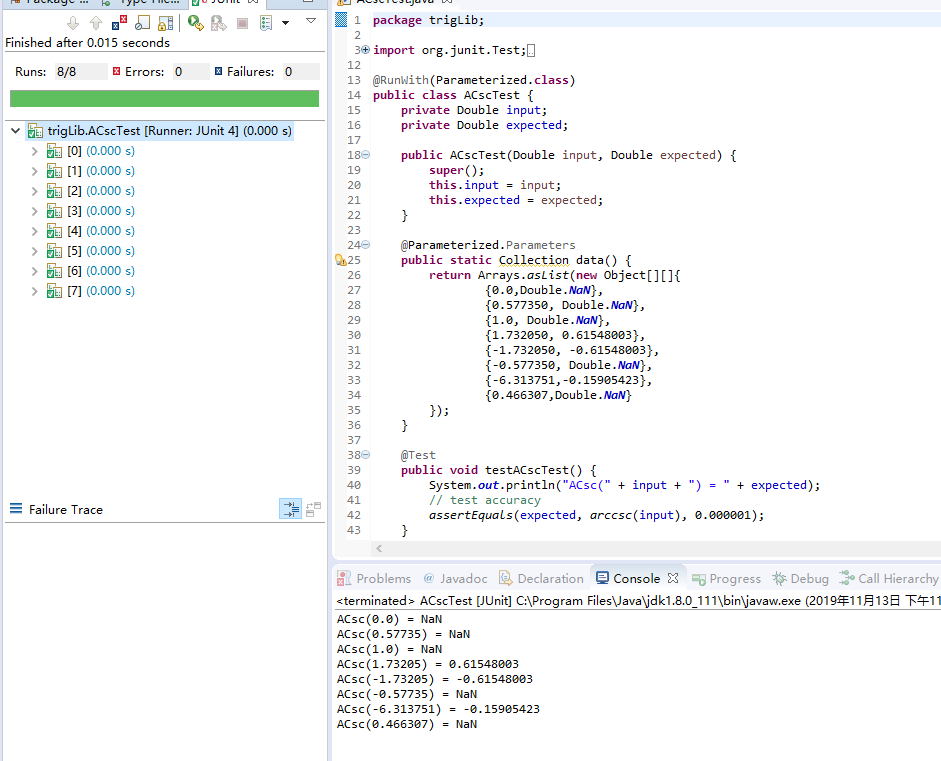 Package ...
Type Hie...
JUnit
Finished after 0.015 seconds
Runs: 8/8
Errors: 0
Failures: 0
trigLib.ACscTest [Runner: JUnit 4] (0.000 s)
[0] (0.000 s)
[1] (0.000 s)
[2] (0.000 s)
[3] (0.000 s)
[4] (0.000 s)
[5] (0.000 s)
[6] (0.000 s)
[7] (0.000 s)
Failure Trace
ACscTest.java
1 package trigLib;
2
3 import org.junit.Test;
12
13 @RunWith(Parameterized.class)
14 public class ACscTest {
15 private Double input;
16 private Double expected;
17
18 public ACscTest(Double input, Double expected) {
19 super();
20 this.input = input;
21 this.expected = expected;
22 }
23
24 @Parameterized.Parameters
25 public static Collection data() {
26 return Arrays.asList(new Object[][]{
27 {0.0,Double.NaN},
28 {0.577350, Double.NaN},
29 {1.0, Double.NaN},
30 {1.732050, 0.61548003},
31 {-1.732050, -0.61548003},
32 {-0.577350, Double.NaN},
33 {-6.313751,-0.15905423},
34 {0.466307,Double.NaN}
35 });
36 }
37
38 @Test
39 public void testACscTest() {
40 System.out.println("ACsc(" + input + ") = " + expected);
41 // test accuracy
42 assertEquals(expected, arccsc(input), 0.000001);
43 }
Problems
@ Javadoc
Declaration
Console
Progress
Debug
Call Hierarchy
<terminated> ACscTest [JUnit] C:\Program Files\Java\jdk1.8.0_111\bin\javaw.exe (2019年11月13日 下午11
ACsc(0.0) = NaN
ACsc(0.57735) = NaN
ACsc(1.0) = NaN
ACsc(1.73205) = 0.61548003
ACsc(-1.73205) = -0.61548003
ACsc(-0.57735) = NaN
ACsc(-6.313751) = -0.15905423
ACsc(0.466307) = NaN